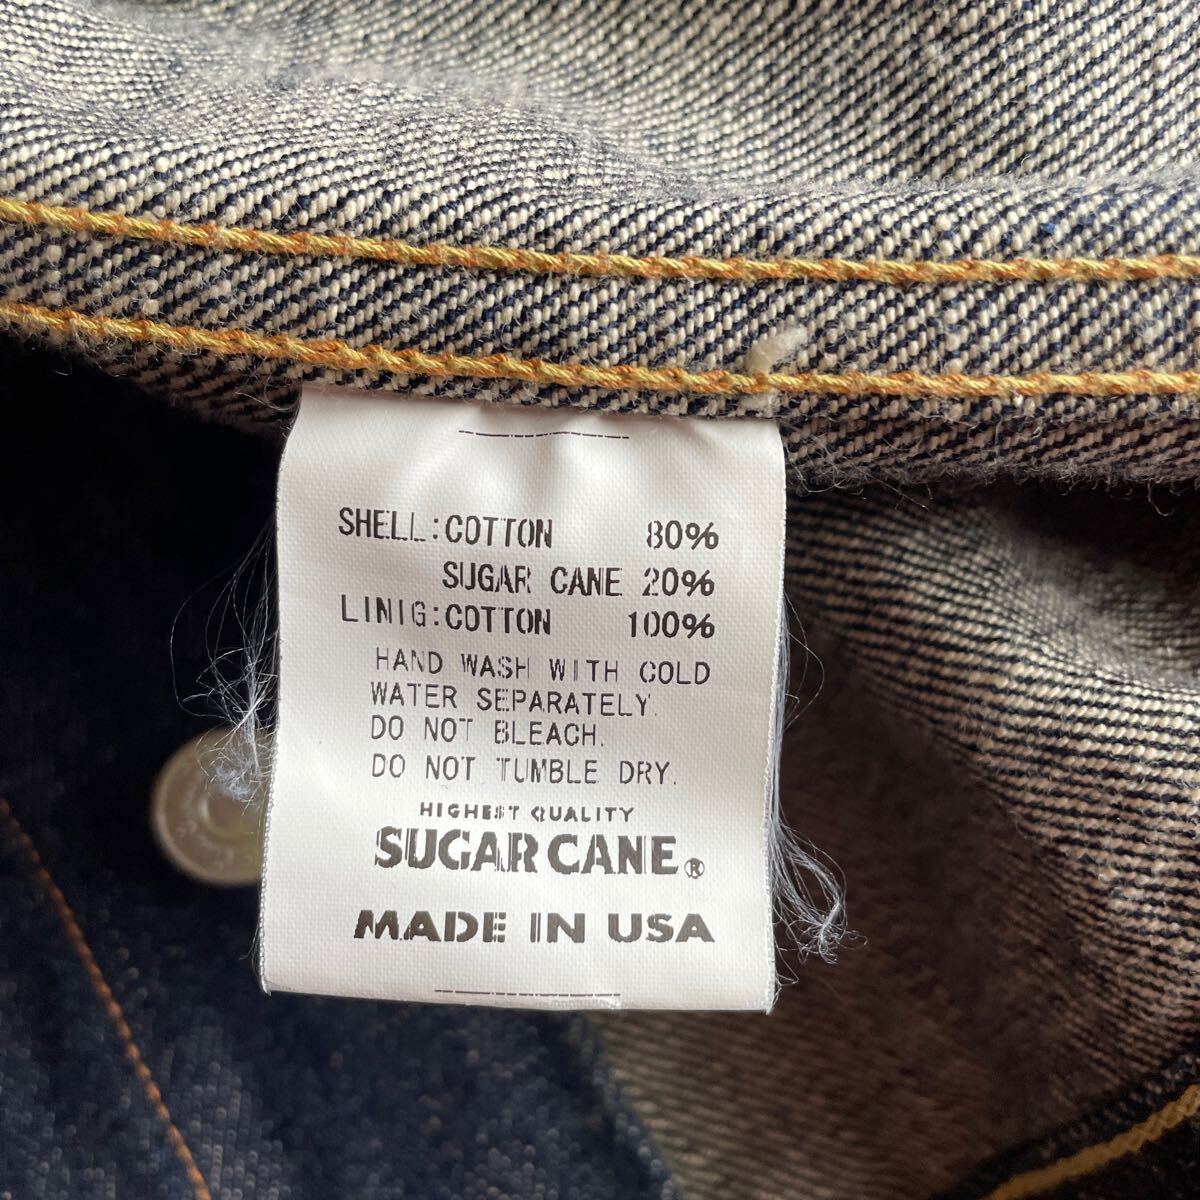 SHELL:COTTON 80%
SUGAR CANE 20%
LINIG:COTTON 100%
HAND WASH WITH COLD
WATER SEPARATELY.
DO NOT BLEACH.
DO NOT TUMBLE DRY.
HIGHEST QUALITY
SUGAR CANE®
MADE IN USA